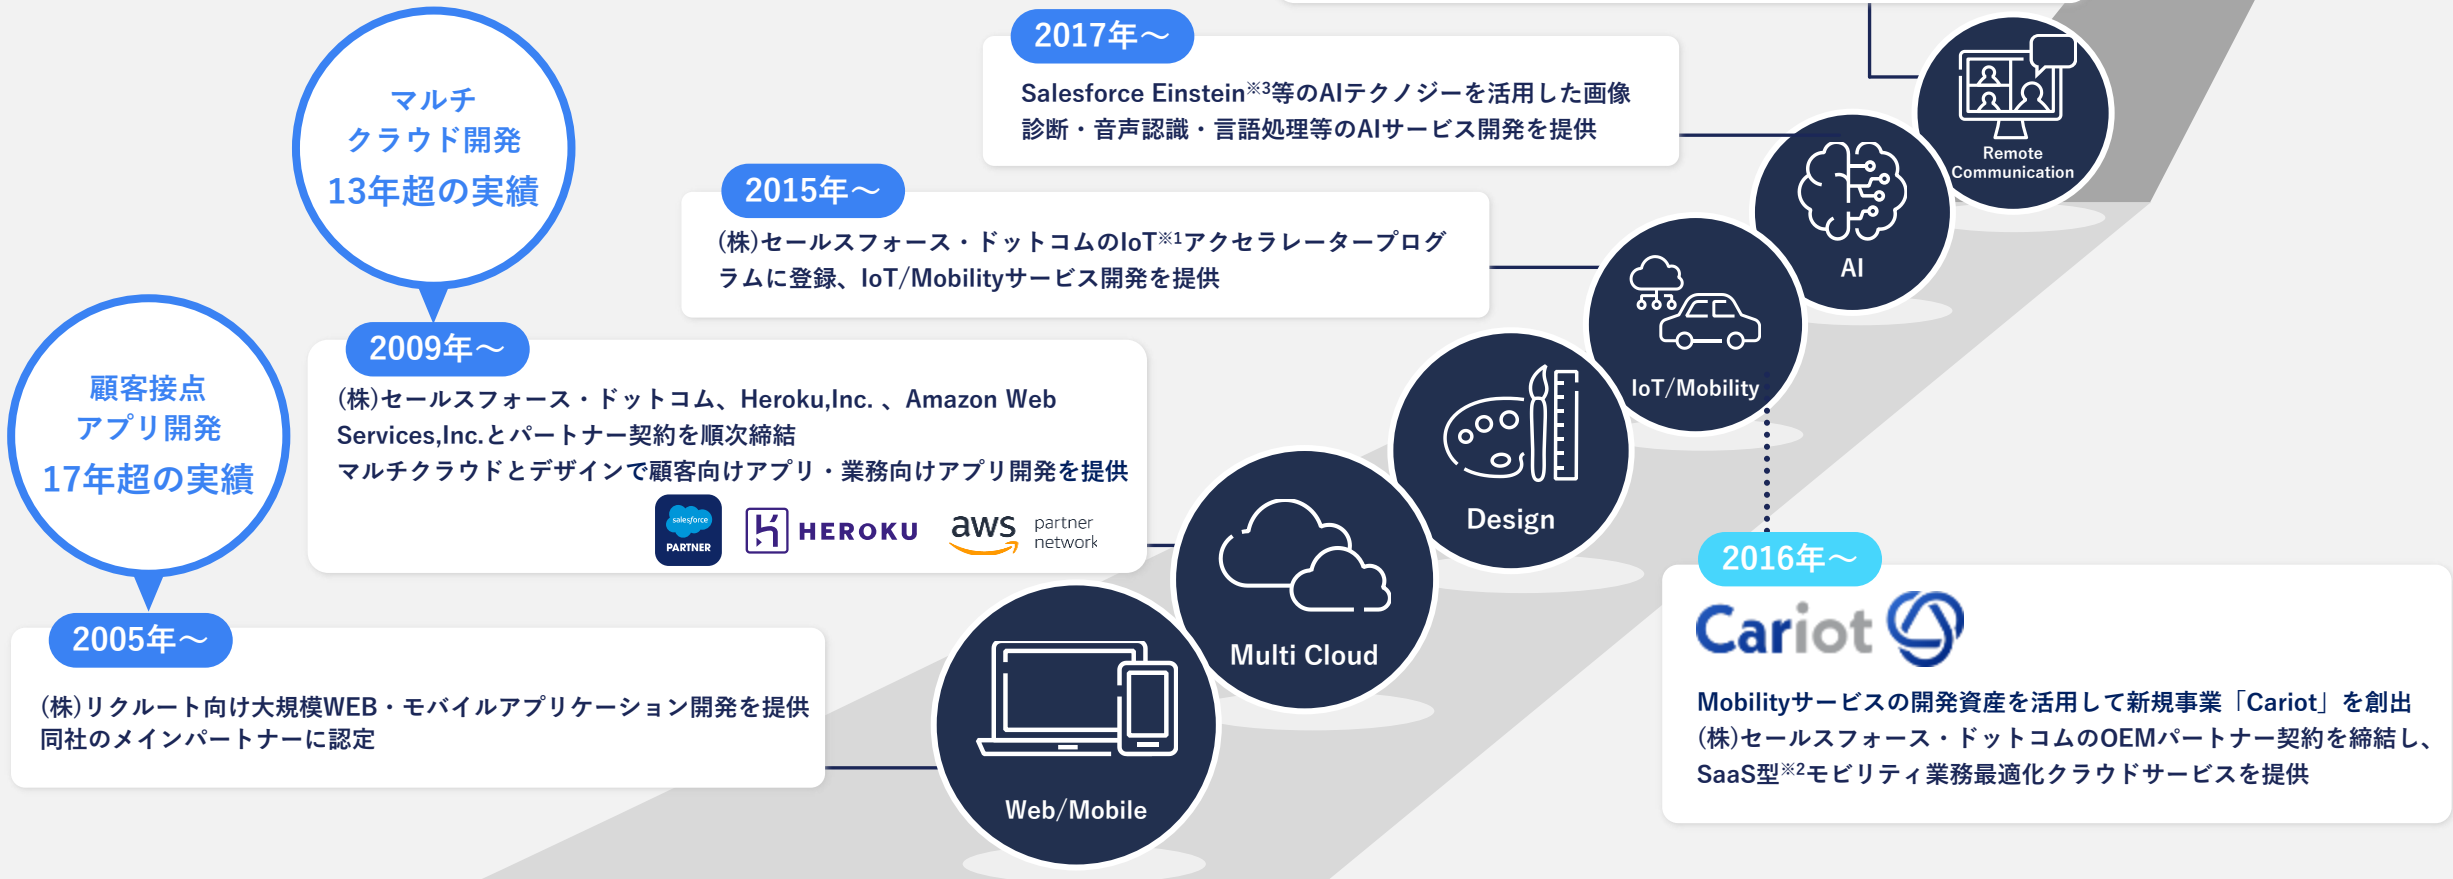 2017年～
Salesforce Einstein※3等のAIテクノジーを活用した画像
診断・音声認識・言語処理等のAIサービス開発を提供
Remote
Communication
マルチ
クラウド開発
13年超の実績
2015年～
(株)セールスフォース・ドットコムのIoT※1アクセラレータープログ
ラムに登録、IoT/Mobilityサービス開発を提供
AI
2009年～
(株)セールスフォース・ドットコム、Heroku,Inc. 、Amazon Web
Services,Inc.とパートナー契約を順次締結
マルチクラウドとデザインで顧客向けアプリ・業務向けアプリ開発を提供
salesforce
PARTNER
HEROKU
aws
partner
network
IoT/Mobility
顧客接点
アプリ開発
17年超の実績
Design
2005年～
(株)リクルート向け大規模WEB・モバイルアプリケーション開発を提供
同社のメインパートナーに認定
Multi Cloud
Web/Mobile
2016年～
Cariot
Mobilityサービスの開発資産を活用して新規事業「Cariot」を創出
(株)セールスフォース・ドットコムのOEMパートナー契約を締結し、
SaaS型※2モビリティ業務最適化クラウドサービスを提供